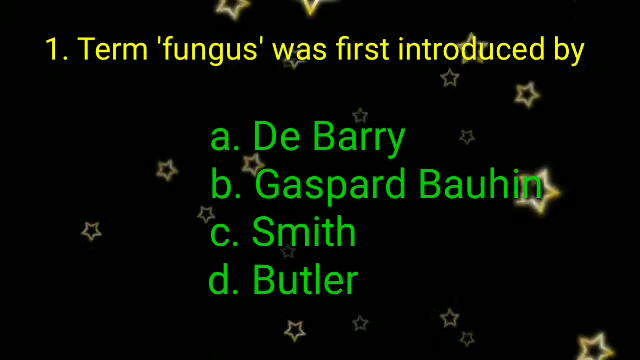 1. Term 'fungus' was first introduced by
a. De Barry
b. Gaspard Bauhin
c. Smith
d. Butler